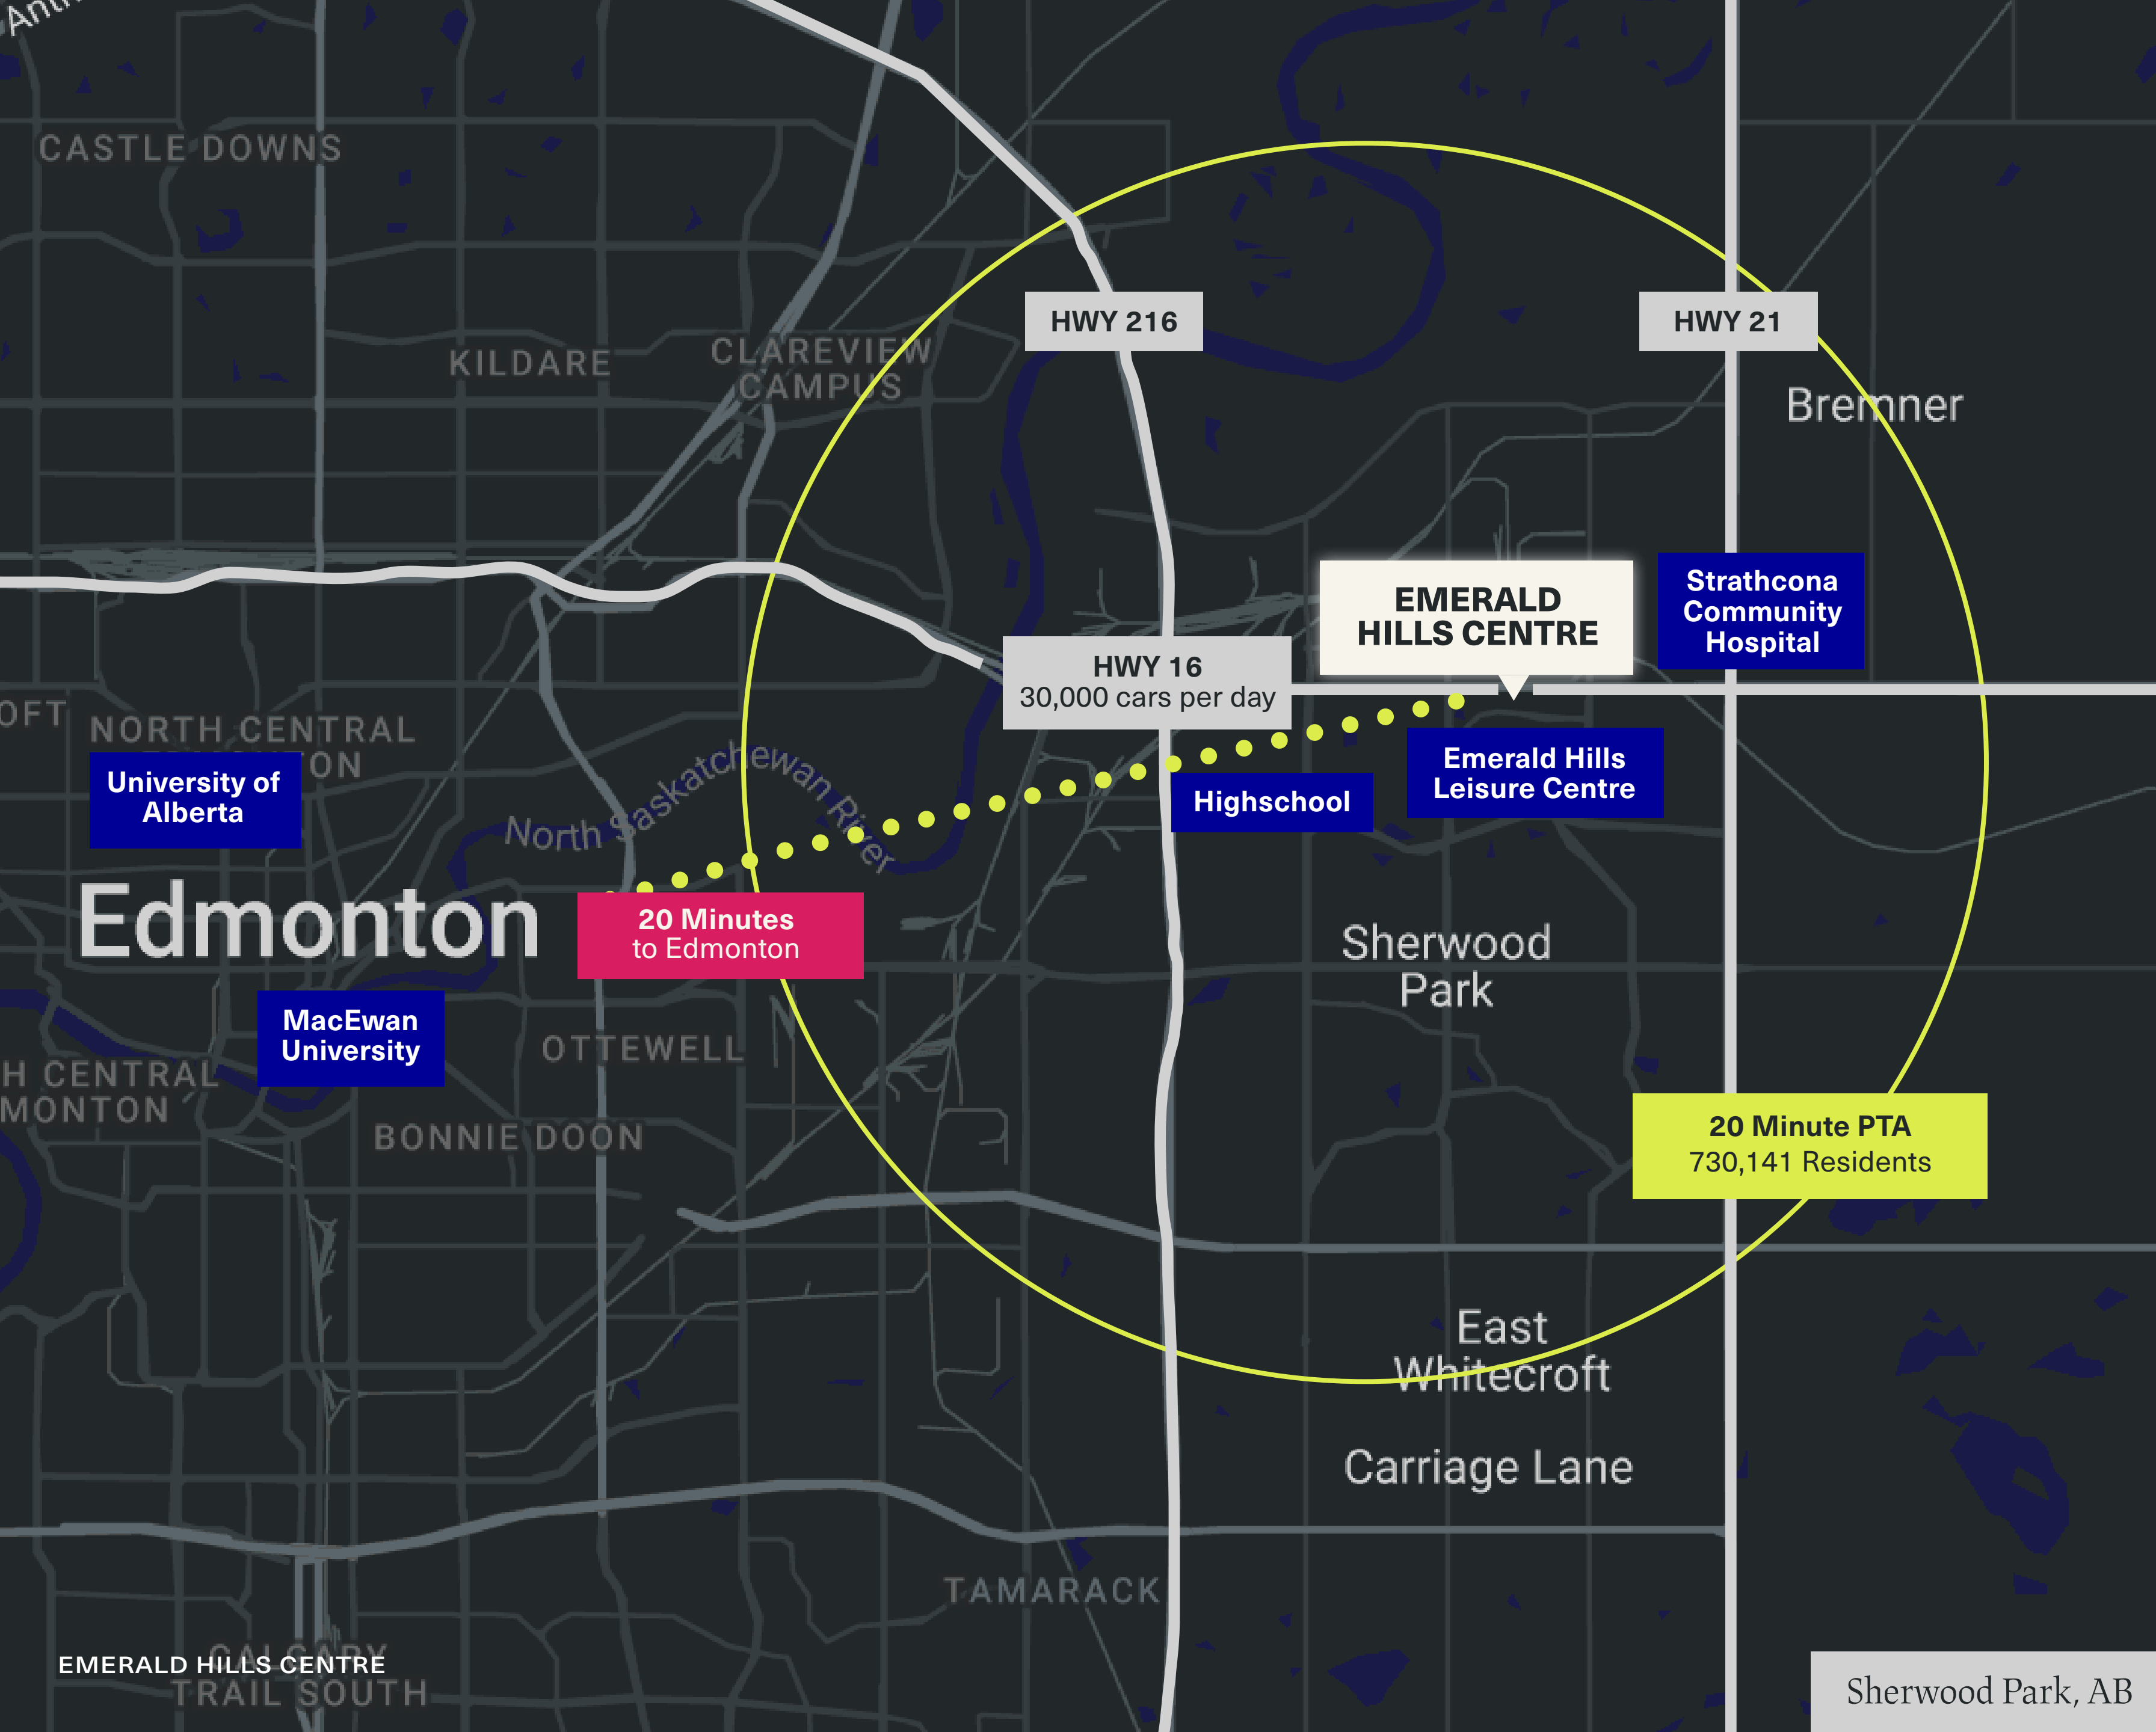 CASTLE DOWNS
KILDARE
CLAREVIEW
CAMPUS
HWY 216
HWY 21
Bremner
EMERALD
HILLS CENTRE
Strathcona
Community
Hospital
HWY 16
30,000 cars per day
NORTH CENTRAL
University of
Alberta
North Saskatchewan River
Highschool
Emerald Hills
Leisure Centre
Edmonton
20 Minutes
to Edmonton
Sherwood
Park
MacEwan
University
OTTEWELL
H CENTRAL
MONTON
BONNIE DOON
20 Minute PTA
730,141 Residents
East
Whitecroft
Carriage Lane
TAMARACK
CALGARY
TRAIL SOUTH
EMERALD HILLS CENTRE
Sherwood Park, AB